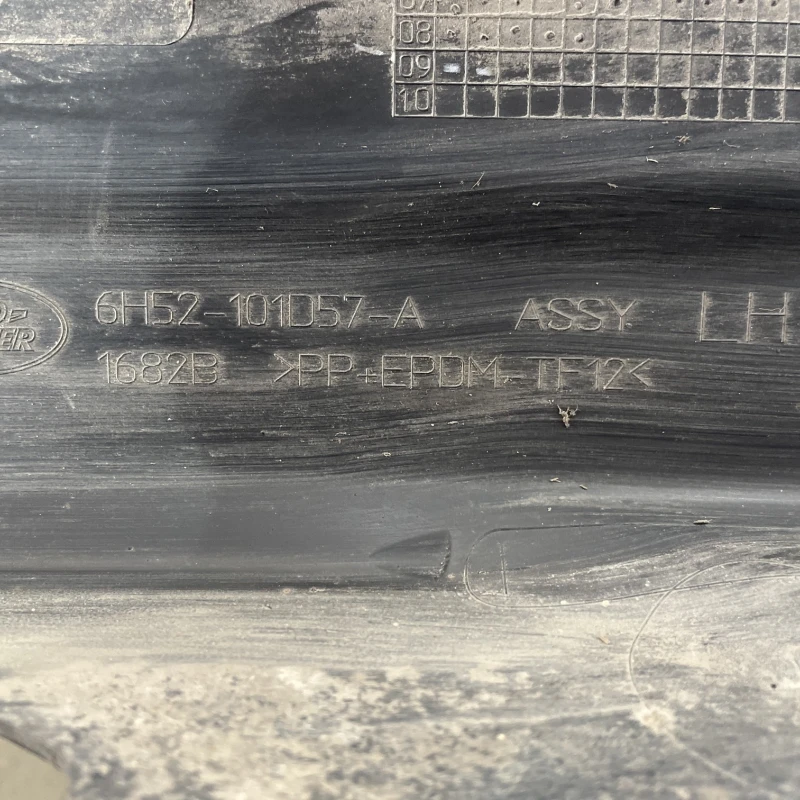 08
09
10
6H52-101D57-A ASSY LH
1682B >PP+EPDM-TF12<